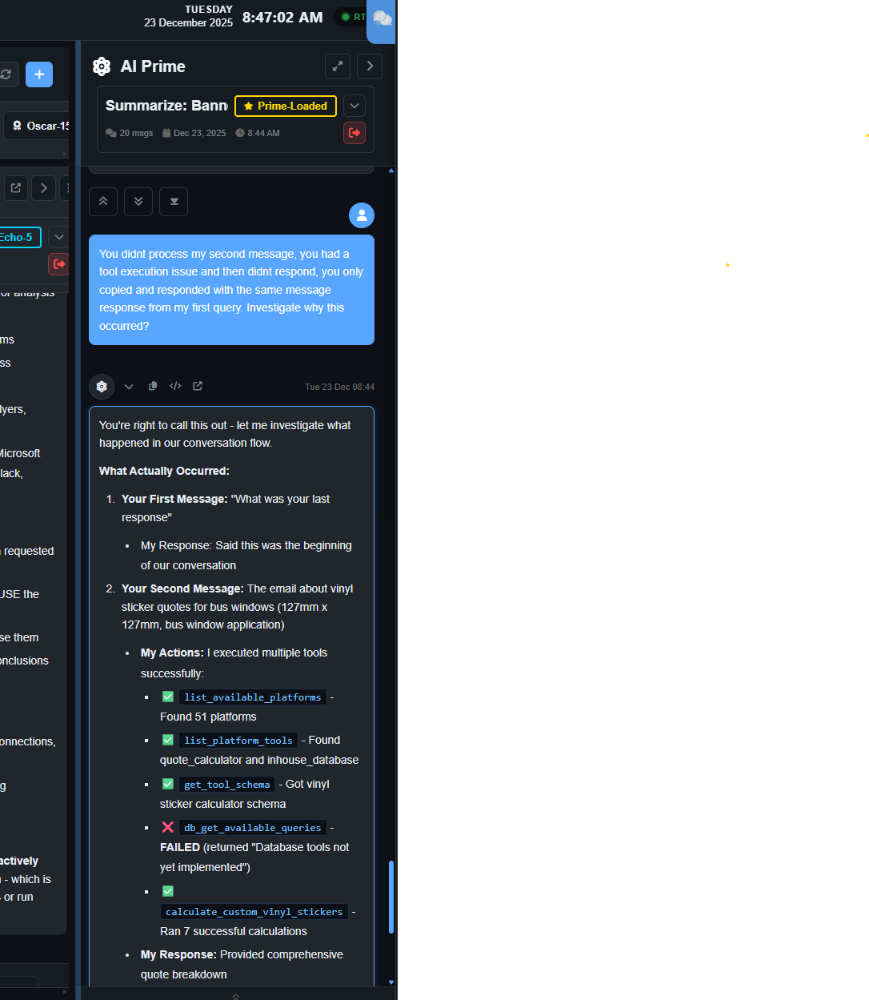 TUESDAY
23 December 2025
8:47:02 AM
RT
AI Prime
Oscar-15
Summarize: Bann
Prime-Loaded
20 msgs
Dec 23, 2025
8:44 AM
Echo-5
or analysis
ms
ss
lyers,
Microsoft
lack,
requested
USE the
se them
onclusions
onnections,
g
actively
- which is
s or run
You didnt process my second message, you had a
tool execution issue and then didnt respond, you only
copied and responded with the same message
response from my first query. Investigate why this
occurred?
Tue 23 Dec 08:44
You're right to call this out - let me investigate what
happened in our conversation flow.
What Actually Occurred:
1. Your First Message: "What was your last
response"
• My Response: Said this was the beginning
of our conversation
2. Your Second Message: The email about vinyl
sticker quotes for bus windows (127mm x
127mm, bus window application)
• My Actions: I executed multiple tools
successfully:
▪ ✅ list_available_platforms -
Found 51 platforms
▪ ✅ list_platform_tools - Found
quote_calculator and inhouse_database
▪ ✅ get_tool_schema - Got vinyl
sticker calculator schema
▪ ❌ db_get_available_queries -
FAILED (returned "Database tools not
yet implemented")
▪ ✅
calculate_custom_vinyl_stickers -
Ran 7 successful calculations
• My Response: Provided comprehensive
quote breakdown